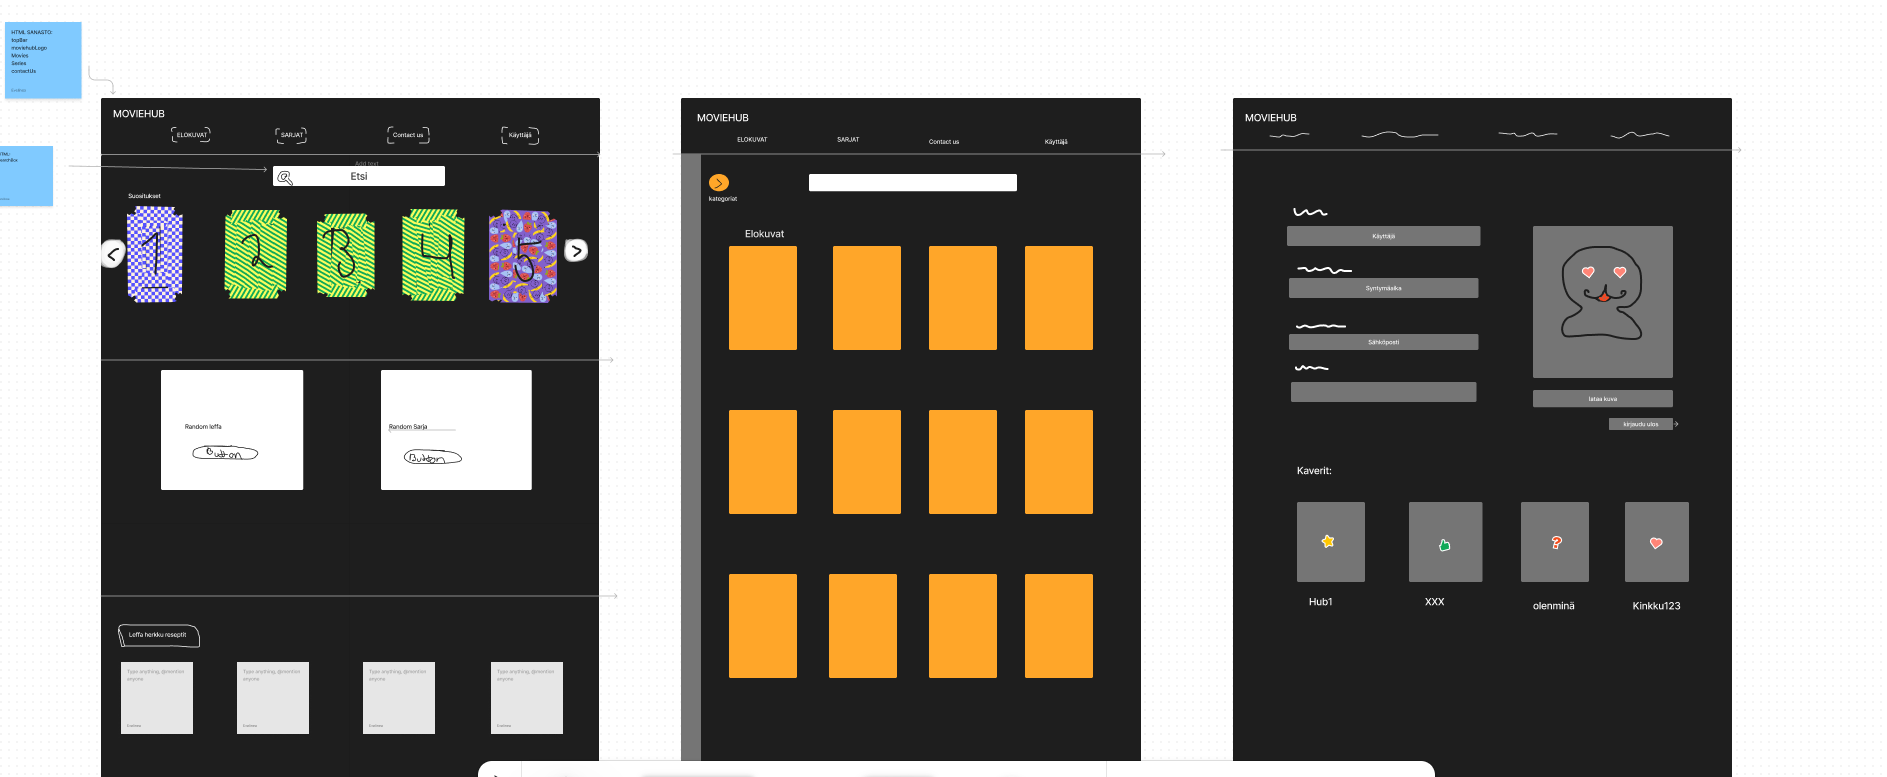 HTML SANASTO:
topBar
moviehubLogo
Movies
Series
contactUs
MOVIEHUB
ELOKUVAT
SARJAT
Contact us
Käyttäjä
Add text
Etsi
Suositukset
1
2
3
4
5
Random leffa
Button
Random Sarja
Button
Leffa herkku reseptit
Type anything, @mention
anyone
Type anything, @mention
anyone
Type anything, @mention
anyone
Type anything, @mention
anyone
MOVIEHUB
ELOKUVAT
SARJAT
Contact us
Käyttäjä
kategoriat
Elokuvat
MOVIEHUB
Käyttäjä
Syntymäaika
Sähköposti
lataa kuva
kirjaudu ulos
Kaverit:
?
Hub1
XXX
olenminä
Kinkku123